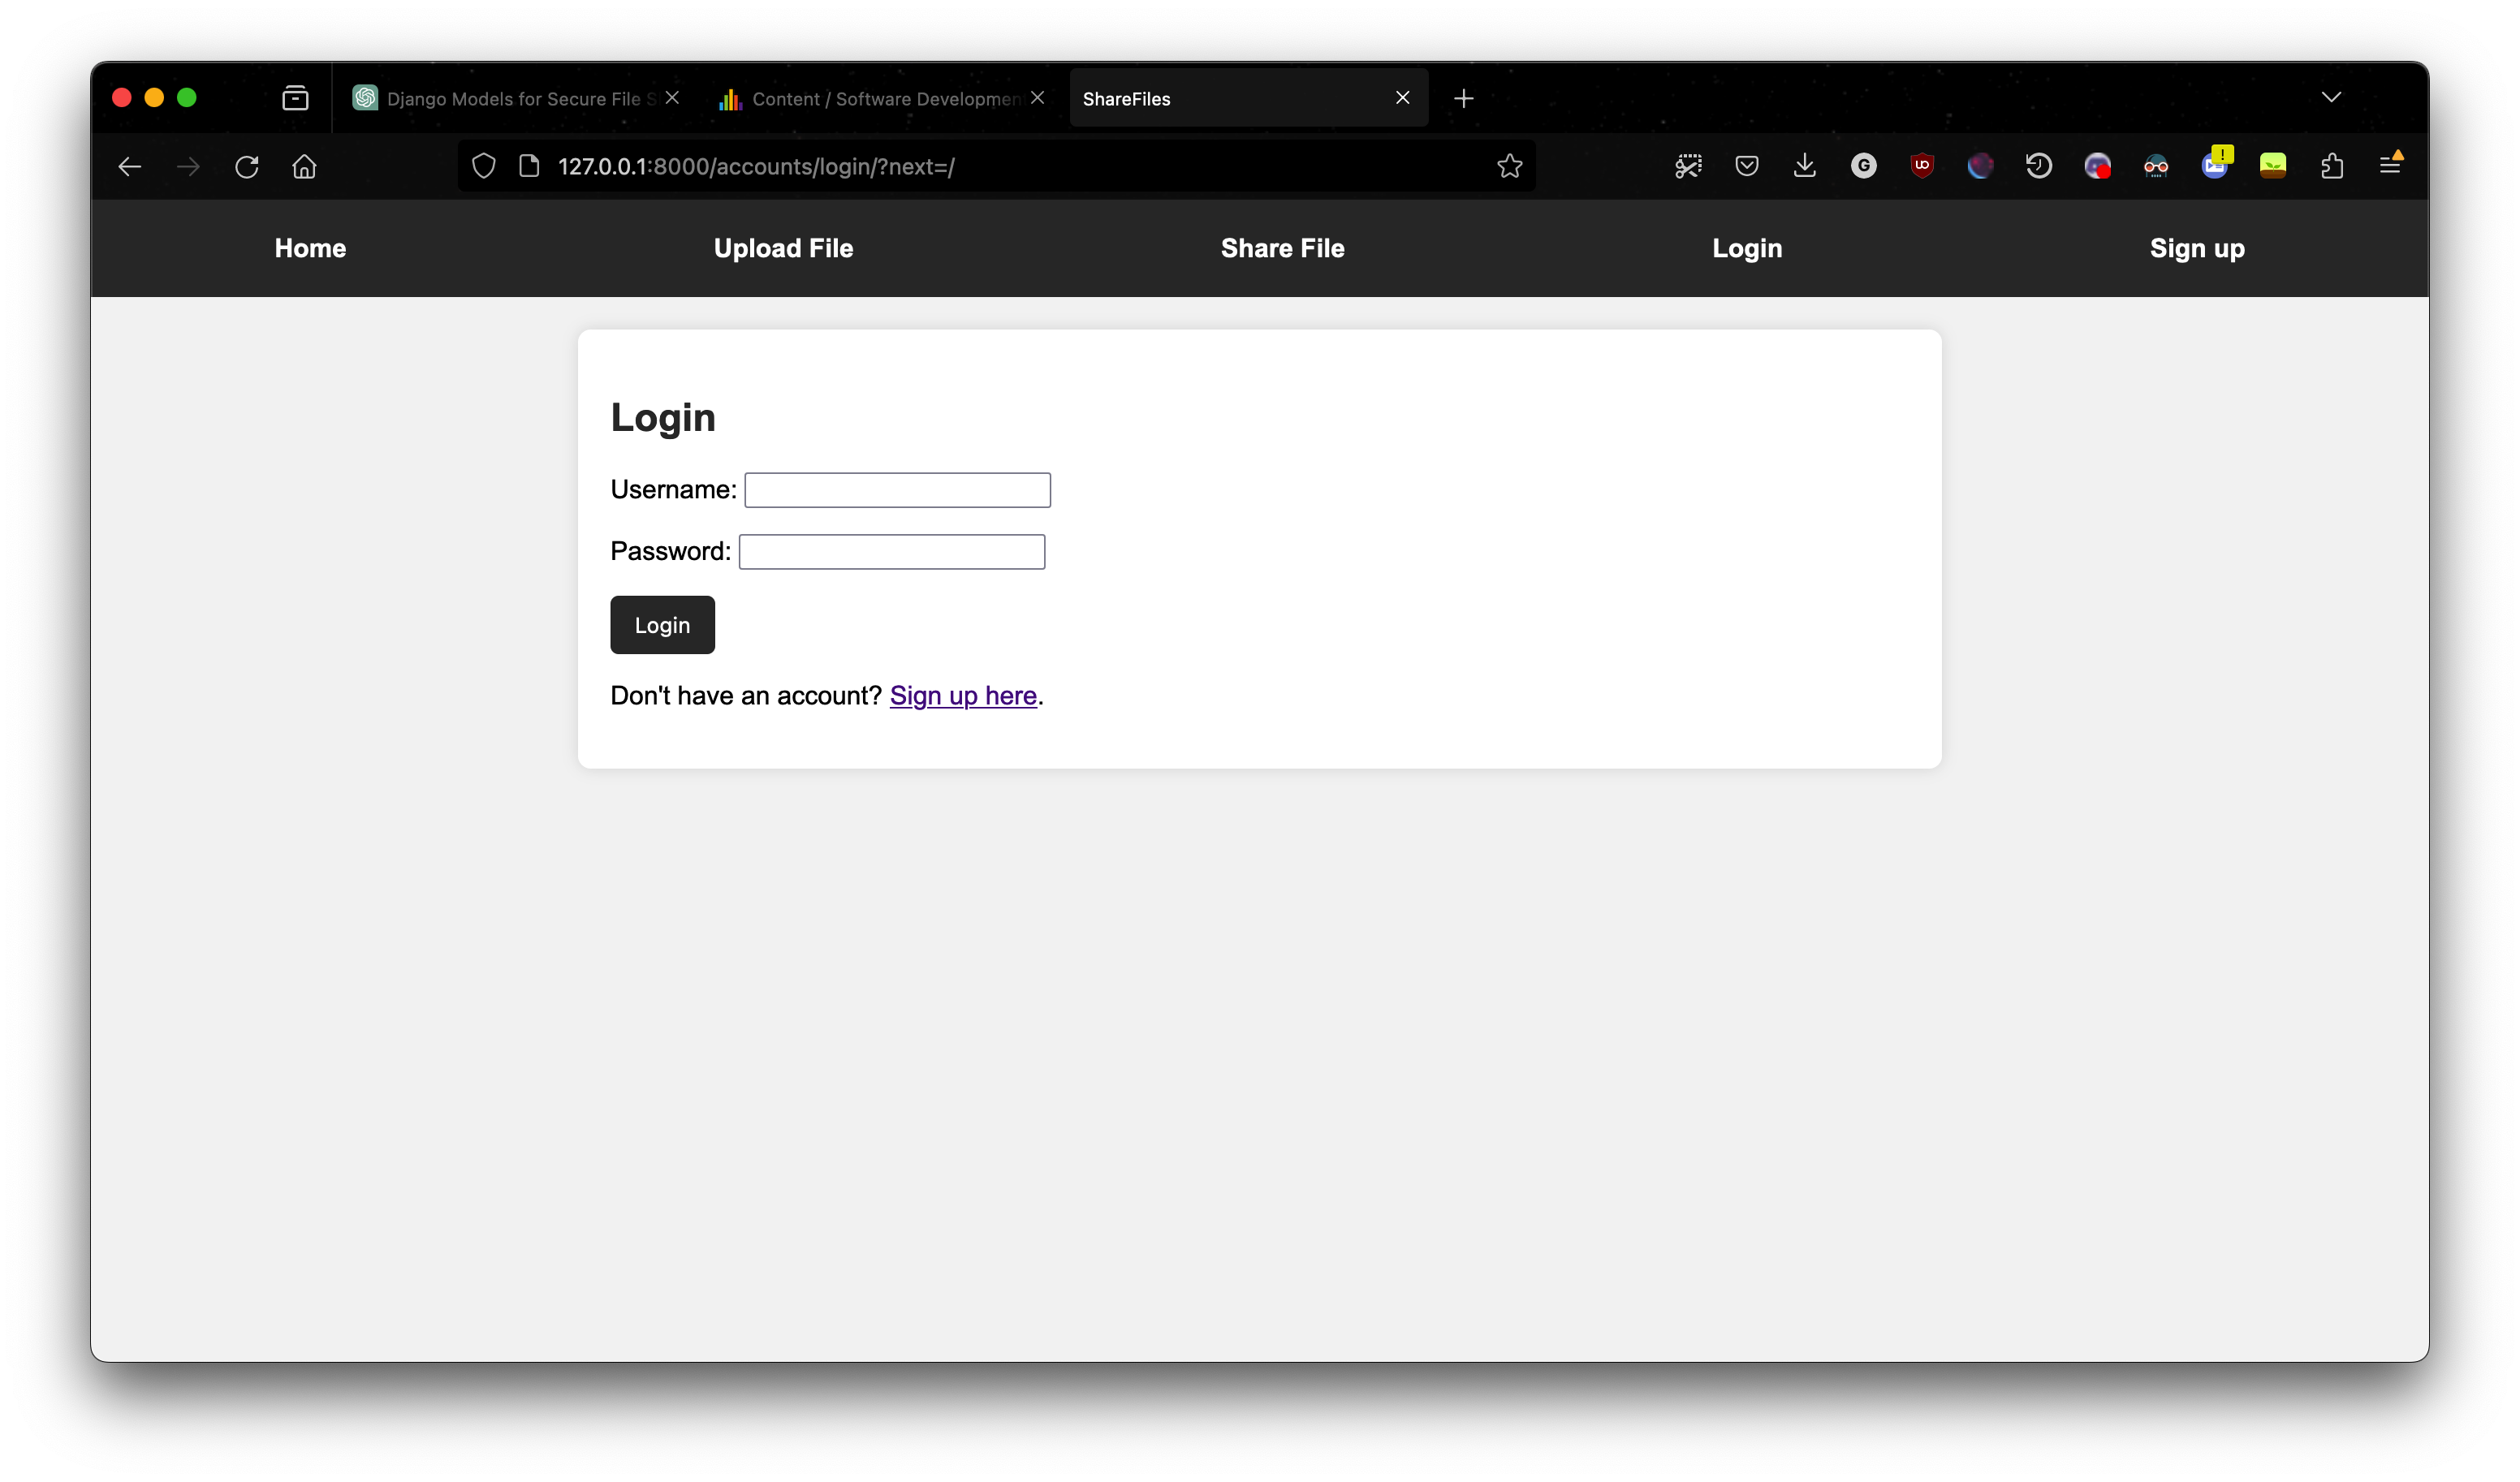 Django Models for Secure File S
Content / Software Developmen
ShareFiles
127.0.0.1:8000/accounts/login/?next=/
Home Upload File Share File Login Sign up
Login
Username:
Password:
Login
Don't have an account? Sign up here.